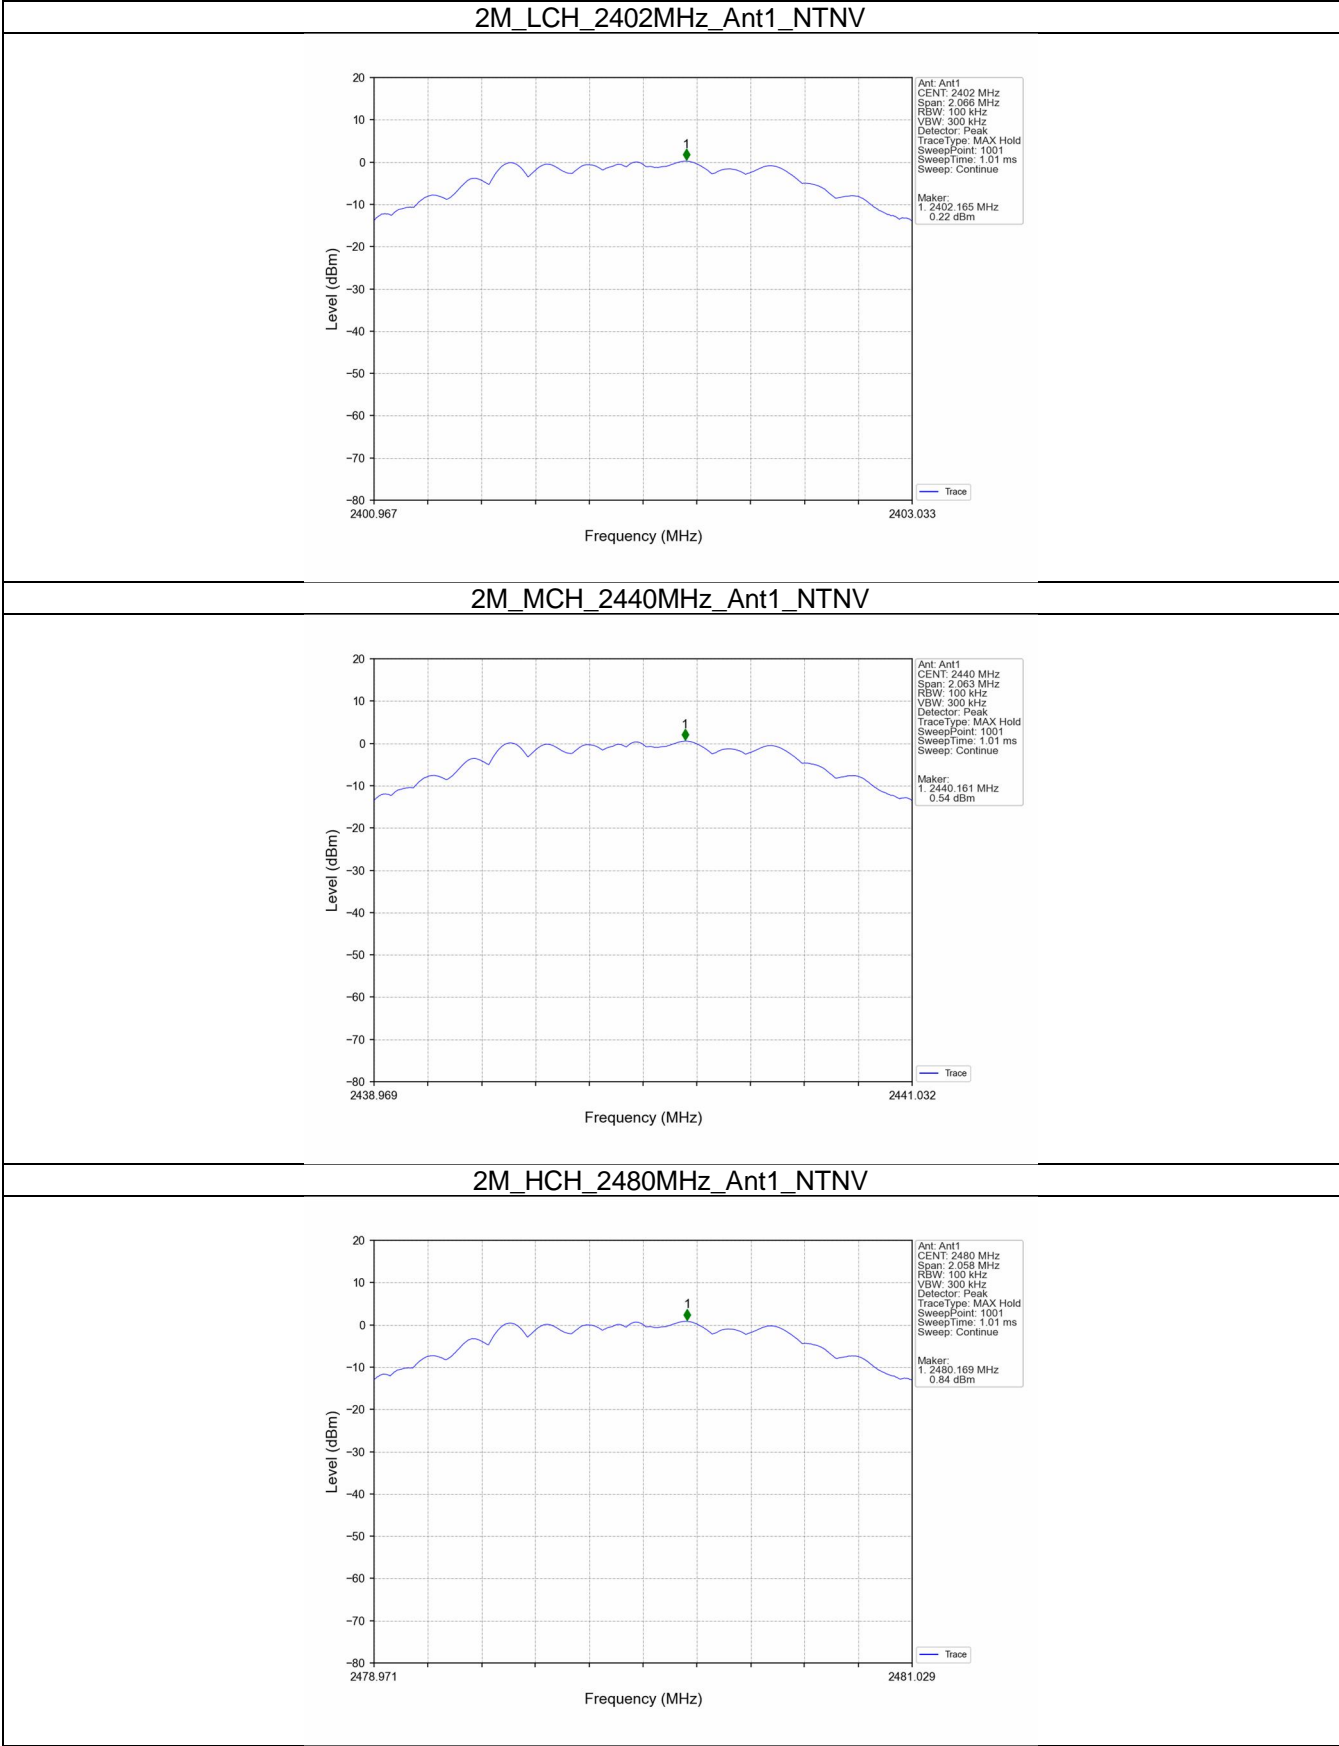 2M_LCH_2402MHz_Ant1_NTNV
20
10
0
−10
−20
−30
−40
−50
−60
−70
−80
Level (dBm)
1
2400.967
2403.033
Frequency (MHz)
Ant: Ant1
CENT: 2402 MHz
Span: 2.066 MHz
RBW: 100 kHz
VBW: 300 kHz
Detector: Peak
TraceType: MAX Hold
SweepPoint: 1001
SweepTime: 1.01 ms
Sweep: Continue
Maker:
1. 2402.165 MHz
0.22 dBm
Trace
2M_MCH_2440MHz_Ant1_NTNV
20
10
0
−10
−20
−30
−40
−50
−60
−70
−80
Level (dBm)
1
2438.969
2441.032
Frequency (MHz)
Ant: Ant1
CENT: 2440 MHz
Span: 2.063 MHz
RBW: 100 kHz
VBW: 300 kHz
Detector: Peak
TraceType: MAX Hold
SweepPoint: 1001
SweepTime: 1.01 ms
Sweep: Continue
Maker:
1. 2440.161 MHz
0.54 dBm
Trace
2M_HCH_2480MHz_Ant1_NTNV
20
10
0
−10
−20
−30
−40
−50
−60
−70
−80
Level (dBm)
1
2478.971
2481.029
Frequency (MHz)
Ant: Ant1
CENT: 2480 MHz
Span: 2.058 MHz
RBW: 100 kHz
VBW: 300 kHz
Detector: Peak
TraceType: MAX Hold
SweepPoint: 1001
SweepTime: 1.01 ms
Sweep: Continue
Maker:
1. 2480.169 MHz
0.84 dBm
Trace